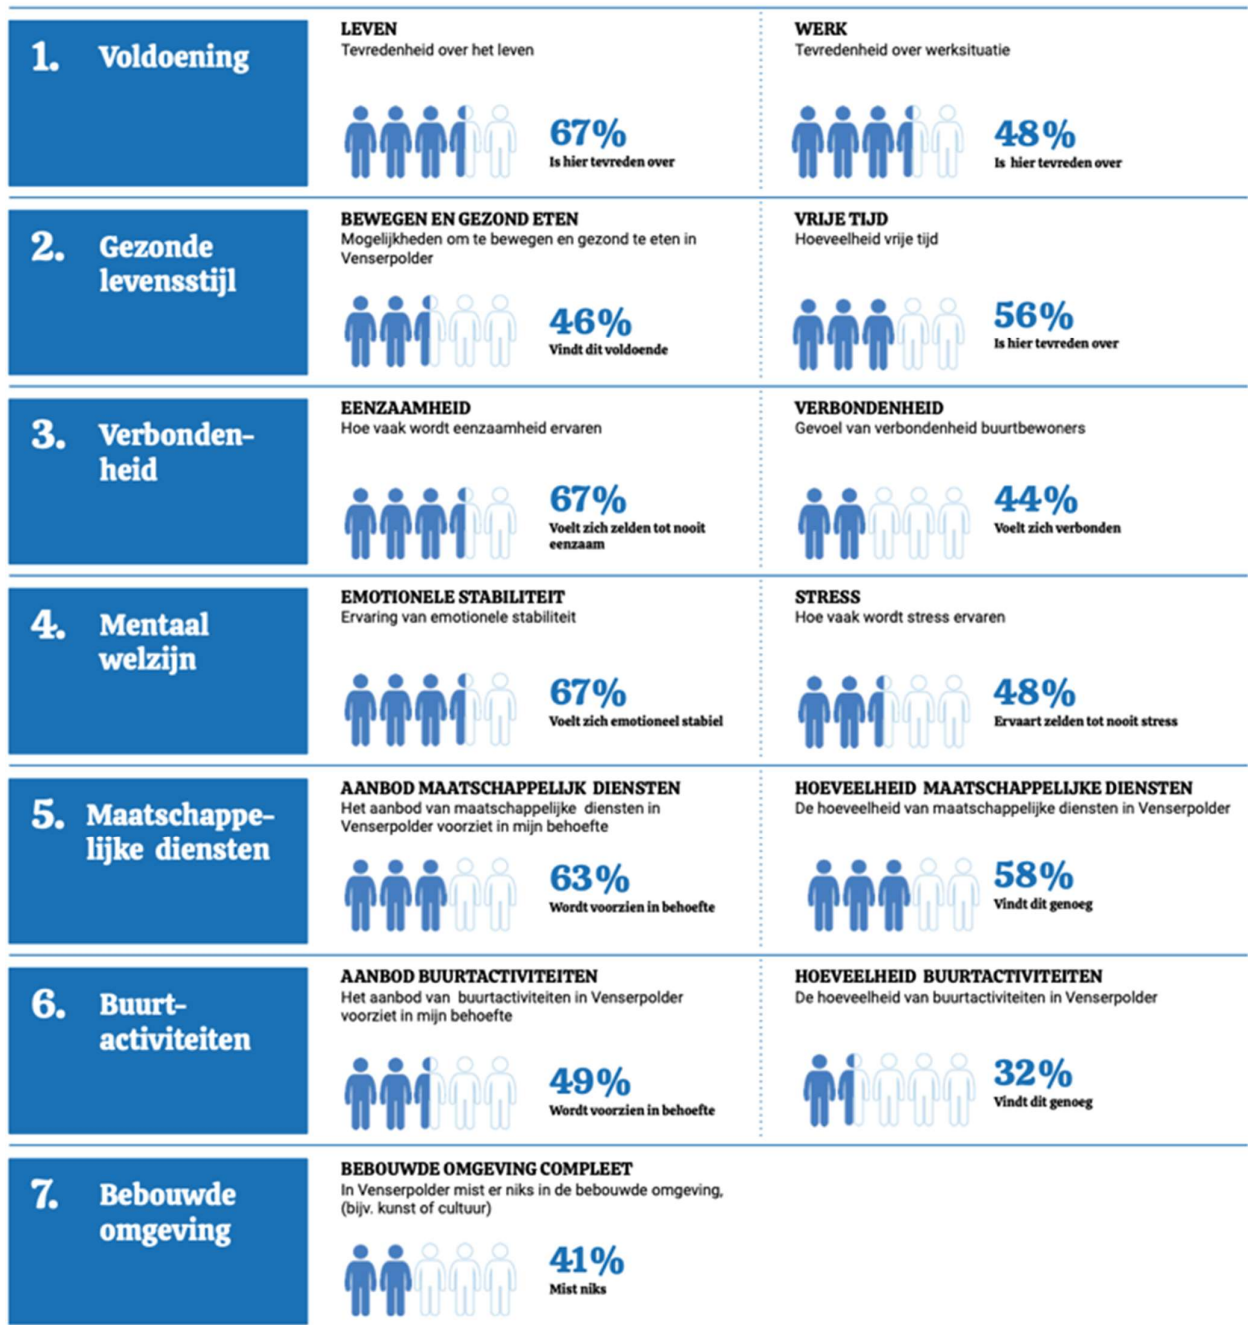 1. Voldoening
LEVEN
Tevredenheid over het leven
67%
Is hier tevreden over
WERK
Tevredenheid over werksituatie
48%
Is hier tevreden over
2. Gezonde
levensstijl
BEWEGEN EN GEZOND ETEN
Mogelijkheden om te bewegen en gezond te eten in
Venserpolder
46%
Vindt dit voldoende
VRIJE TIJD
Hoeveelheid vrije tijd
56%
Is hier tevreden over
3. Verbonden-
heid
EENZAAMHEID
Hoe vaak wordt eenzaamheid ervaren
67%
Voelt zich zelden tot nooit
eenzaam
VERBONDENHEID
Gevoel van verbondenheid buurtbewoners
44%
Voelt zich verbonden
4. Mentaal
welzijn
EMOTIONELE STABILITEIT
Ervaring van emotionele stabiliteit
67%
Voelt zich emotioneel stabiel
STRESS
Hoe vaak wordt stress ervaren
48%
Ervaart zelden tot nooit stress
5. Maatschappe-
lijke diensten
AANBOD MAATSCHAPPELIJK DIENSTEN
Het aanbod van maatschappelijke diensten in
Venserpolder voorziet in mijn behoefte
63%
Wordt voorzien in behoefte
HOEVEELHEID MAATSCHAPPELIJKE DIENSTEN
De hoeveelheid van maatschappelijke diensten in Venserpolder
58%
Vindt dit genoeg
6. Buurt-
activiteiten
AANBOD BUURTACTIVITEITEN
Het aanbod van buurtactiviteiten in Venserpolder
voorziet in mijn behoefte
49%
Wordt voorzien in behoefte
HOEVEELHEID BUURTACTIVITEITEN
De hoeveelheid van buurtactiviteiten in Venserpolder
32%
Vindt dit genoeg
7. Bebouwde
omgeving
BEBOUWDE OMGEVING COMPLEET
In Venserpolder mist er niks in de bebouwde omgeving,
(bijv. kunst of cultuur)
41%
Mist niks